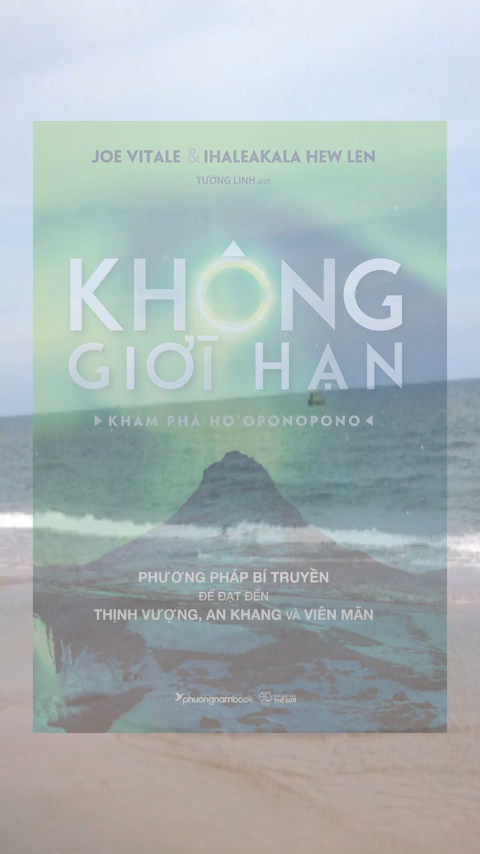 JOE VITALE & IHALEAKALA HEW LEN
TƯỜNG LINH dịch
KHÔNG
GIỚI HẠN
KHÁM PHÁ HO'OPONOPONO
PHƯƠNG PHÁP BÍ TRUYỀN
ĐỂ ĐẠT ĐẾN
THỊNH VƯỢNG, AN KHANG VÀ VIÊN MÃN
phuongnambook